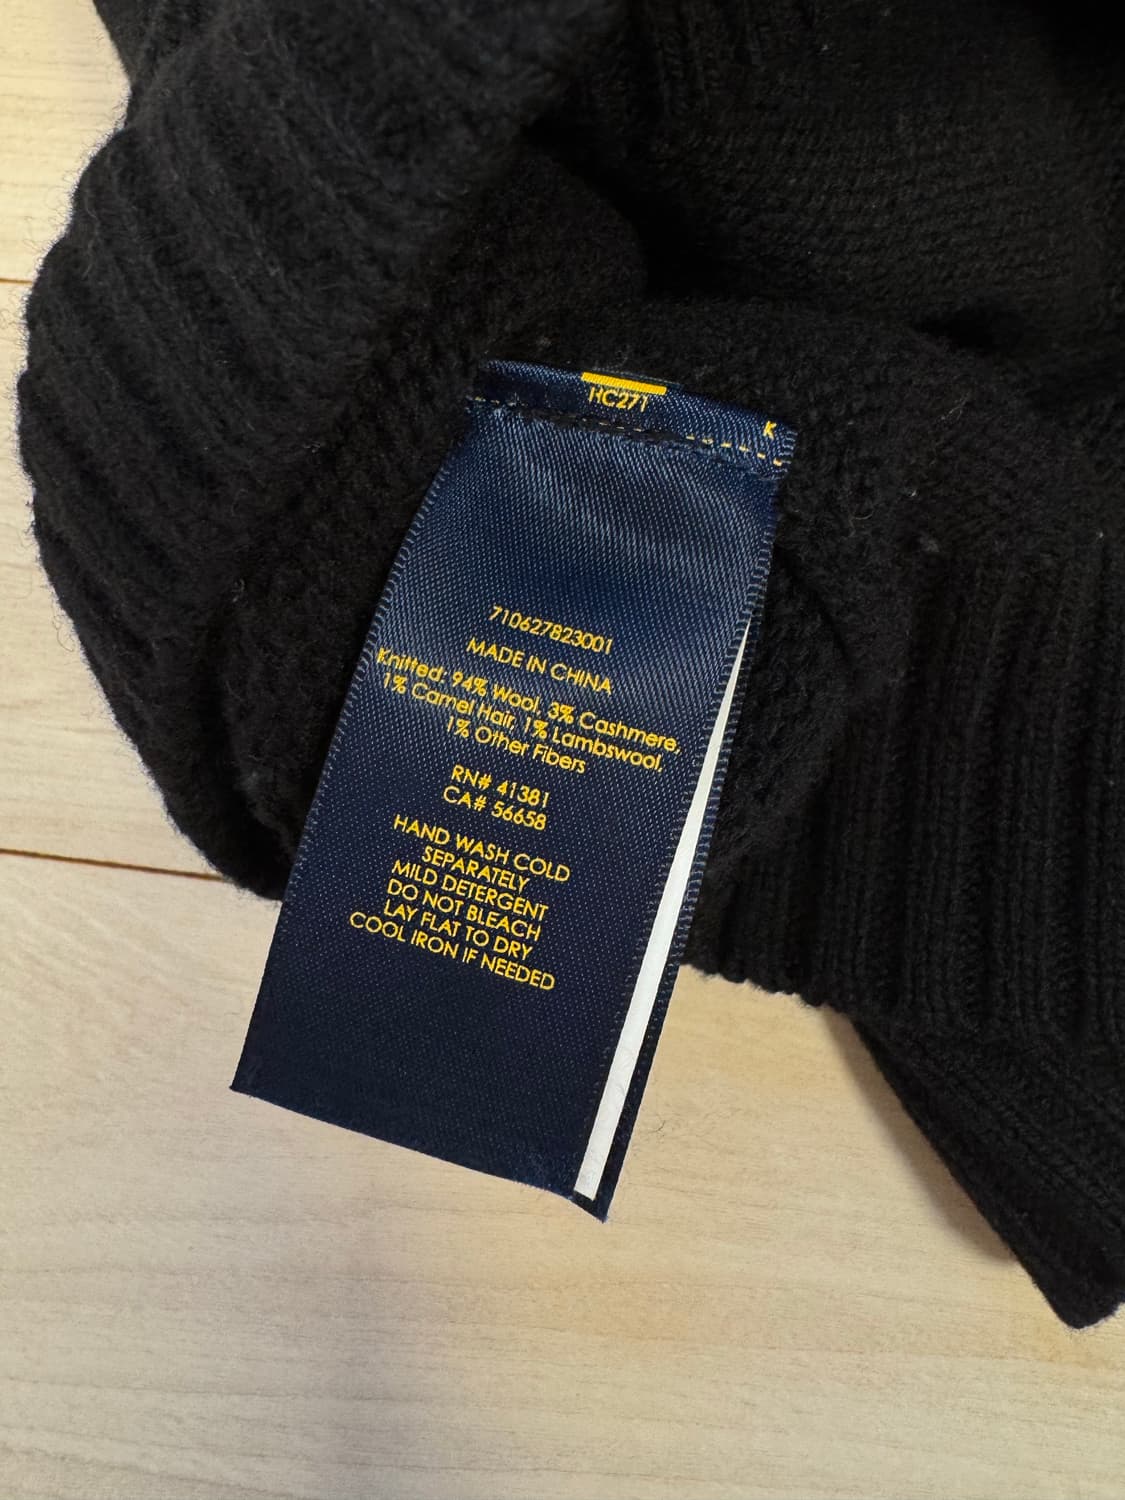 HC271
K
710627823001
MADE IN CHINA
Knitted: 94% Wool, 3% Cashmere,
1% Camel Hair, 1% Lambswool,
1% Other Fibers
RN# 41381
CA# 56658
HAND WASH COLD
SEPARATELY
MILD DETERGENT
DO NOT BLEACH
LAY FLAT TO DRY
COOL IRON IF NEEDED